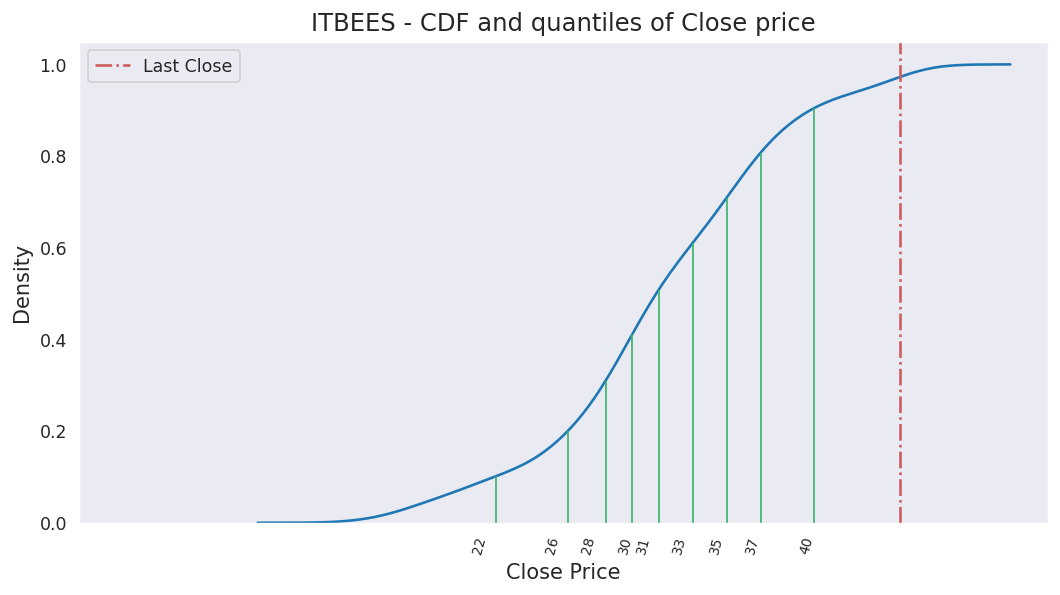 ITBEES - CDF and quantiles of Close price
Last Close
1.0
0.8
0.6
0.4
0.2
0.0
Density
22 26 28 30 31 33 35 37 40
Close Price